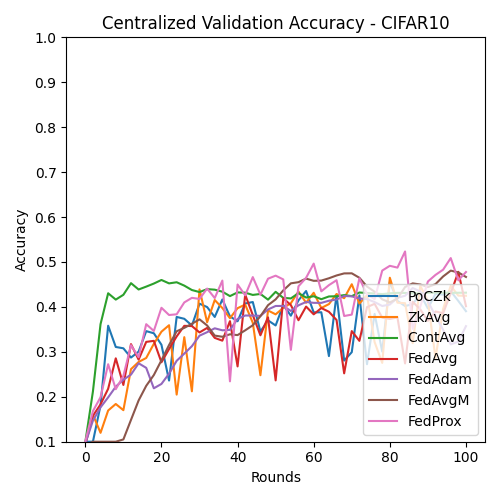 Centralized Validation Accuracy - CIFAR10
1.0
0.9
0.8
0.7
0.6
0.5
0.4
0.3
0.2
0.1
Accuracy
PoCZk
ZkAvg
ContAvg
FedAvg
FedAdam
FedAvgM
FedProx
0 20 40 60 80 100
Rounds